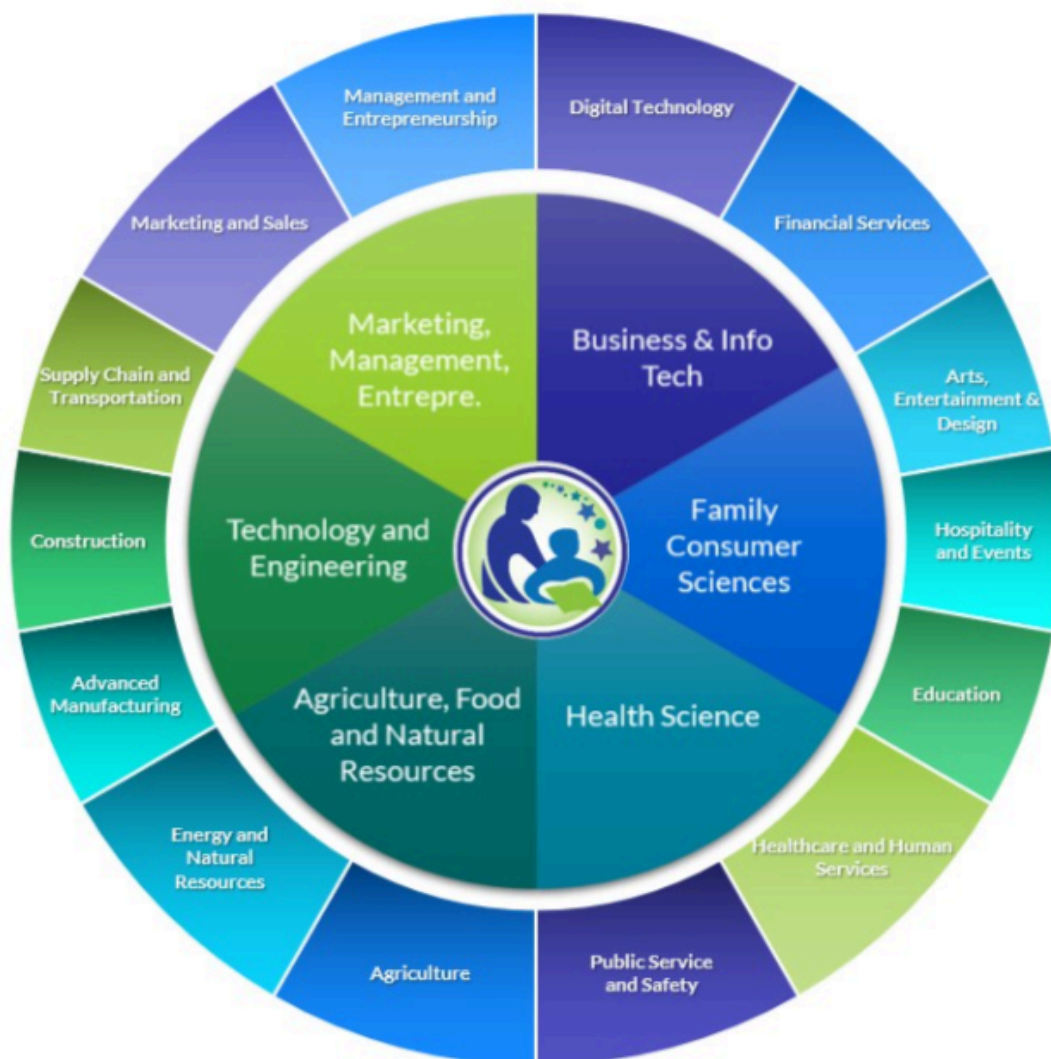 Management and
Entrepreneurship
Digital Technology
Financial Services
Arts,
Entertainment &
Design
Hospitality
and Events
Education
Healthcare and Human
Services
Public Service
and Safety
Agriculture
Energy and
Natural
Resources
Advanced
Manufacturing
Construction
Supply Chain and
Transportation
Marketing and Sales
Marketing,
Management,
Entrepre.
Business & Info
Tech
Family
Consumer
Sciences
Health Science
Agriculture, Food
and Natural
Resources
Technology and
Engineering